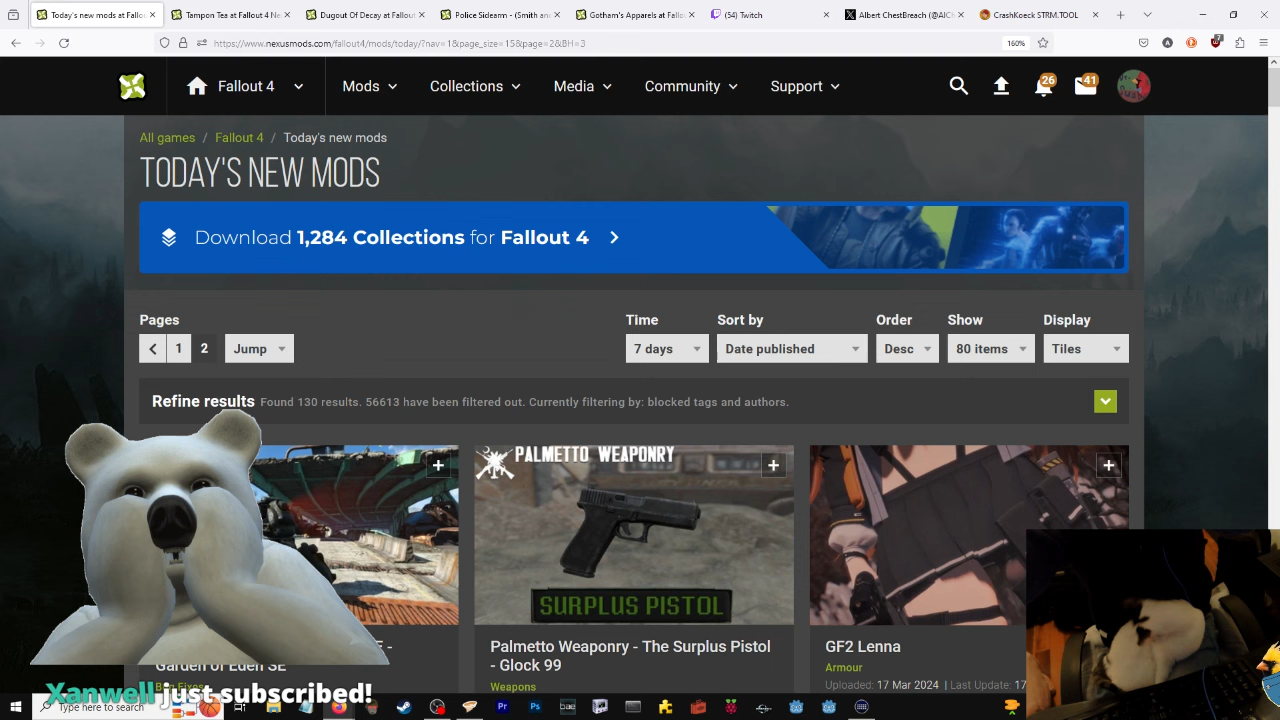 Today's new mods at Fallou
Tampon Tea at Fallout 4 Ne
Dugout Of Decay at Fallout
Police Sidearm - (Smith and
Gotham's Apparels at Fallou
(54) Twitch
Albert ChestBreach (@AICh
CrashKoeck STRM.TOOL
https://www.nexusmods.com/fallout4/mods/today/?nav=1&page_size=15&page=2&BH=3
160%
7
Fallout 4
Mods
Collections
Media
Community
Support
26
41
All games / Fallout 4 / Today's new mods
TODAY'S NEW MODS
Download 1,284 Collections for Fallout 4
Pages
Time
Sort by
Order
Show
Display
1
2
Jump
7 days
Date published
Desc
80 items
Tiles
Refine results Found 130 results. 56613 have been filtered out. Currently filtering by: blocked tags and authors.
PALMETTO WEAPONRY
SURPLUS PISTOL
Garden of Eden SE
Bug Fixes
Palmetto Weaponry - The Surplus Pistol
- Glock 99
Weapons
GF2 Lenna
Armour
Uploaded: 17 Mar 2024 | Last Update: 17
Xanwell just subscribed!
Type here to search